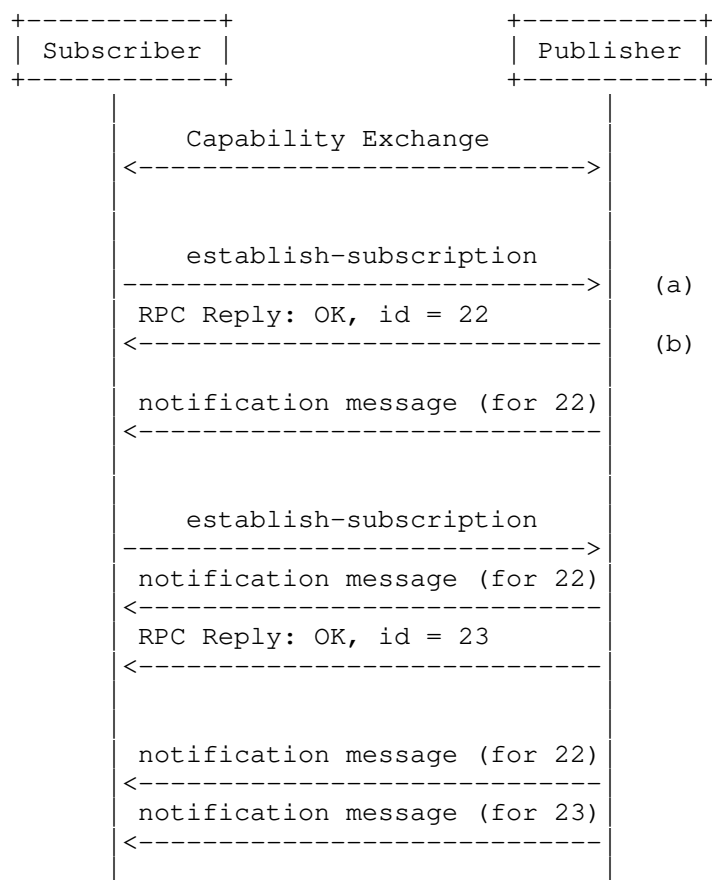 Subscriber Publisher
Capability Exchange
establish-subscription
(a)
RPC Reply: OK, id = 22
(b)
notification message (for 22)
establish-subscription
notification message (for 22)
RPC Reply: OK, id = 23
notification message (for 22)
notification message (for 23)